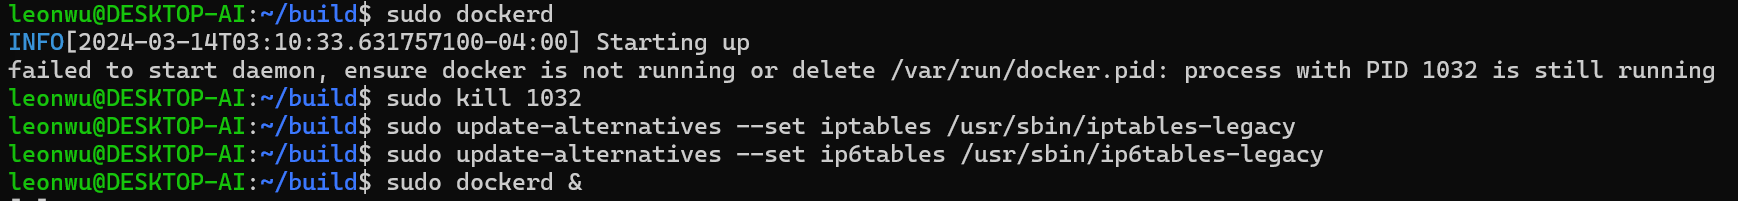 leonwu@DESKTOP-AI:~/build$ sudo dockerd
INFO[2024-03-14T03:10:33.631757100-04:00] Starting up
failed to start daemon, ensure docker is not running or delete /var/run/docker.pid: process with PID 1032 is still running
leonwu@DESKTOP-AI:~/build$ sudo kill 1032
leonwu@DESKTOP-AI:~/build$ sudo update-alternatives --set iptables /usr/sbin/iptables-legacy
leonwu@DESKTOP-AI:~/build$ sudo update-alternatives --set ip6tables /usr/sbin/ip6tables-legacy
leonwu@DESKTOP-AI:~/build$ sudo dockerd &